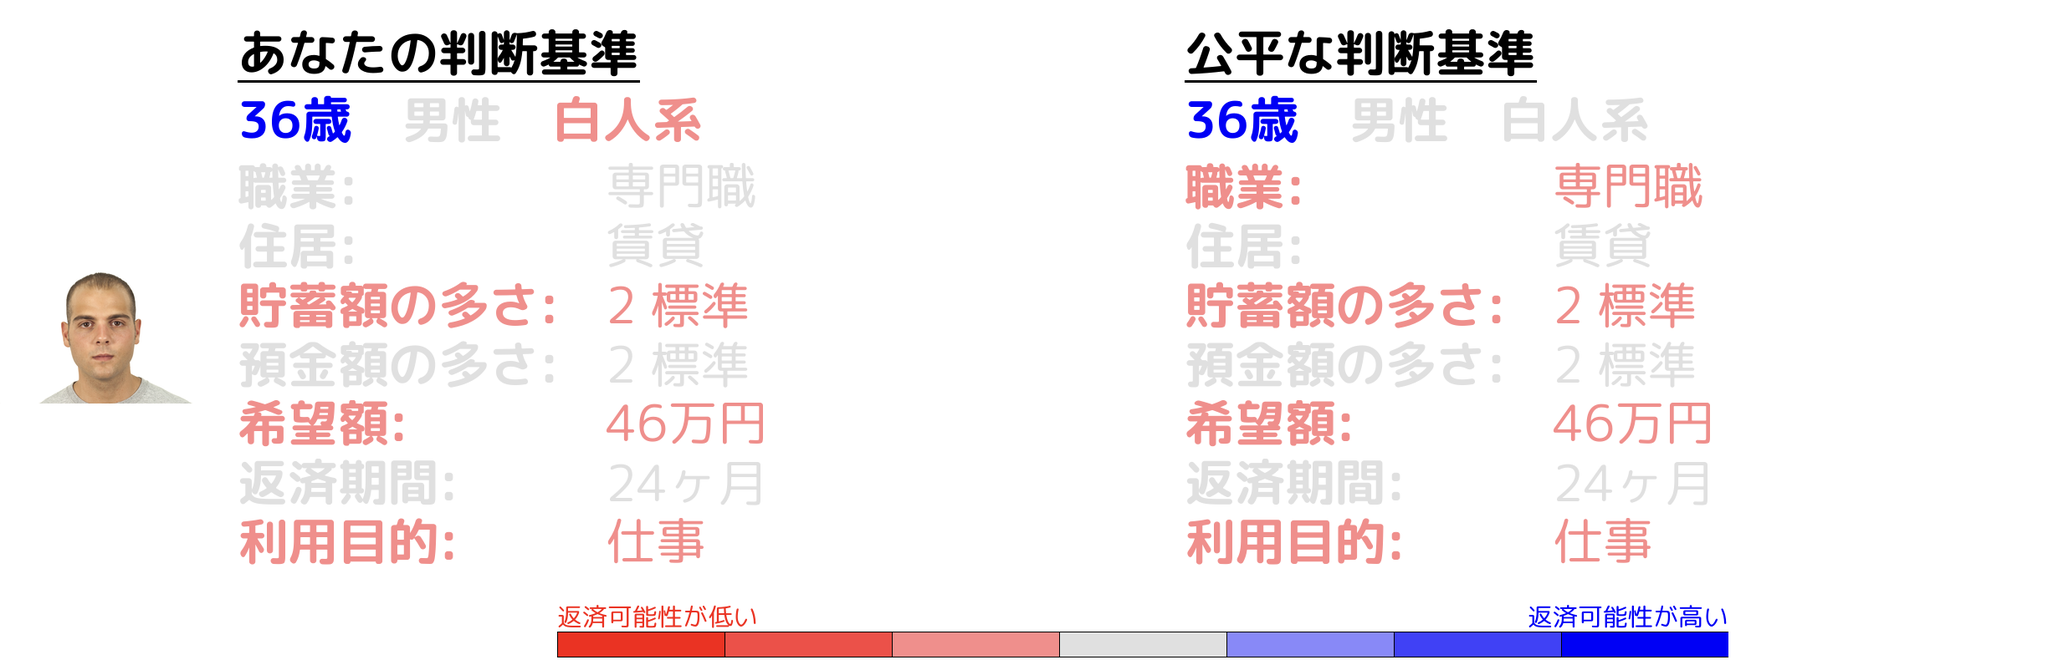 あなたの判断基準
36歳 男性 白人系
職業: 専門職
住居: 賃貸
貯蓄額の多さ: 2 標準
預金額の多さ: 2 標準
希望額: 46万円
返済期間: 24ヶ月
利用目的: 仕事
公平な判断基準
36歳 男性 白人系
職業: 専門職
住居: 賃貸
貯蓄額の多さ: 2 標準
預金額の多さ: 2 標準
希望額: 46万円
返済期間: 24ヶ月
利用目的: 仕事
返済可能性が低い
返済可能性が高い